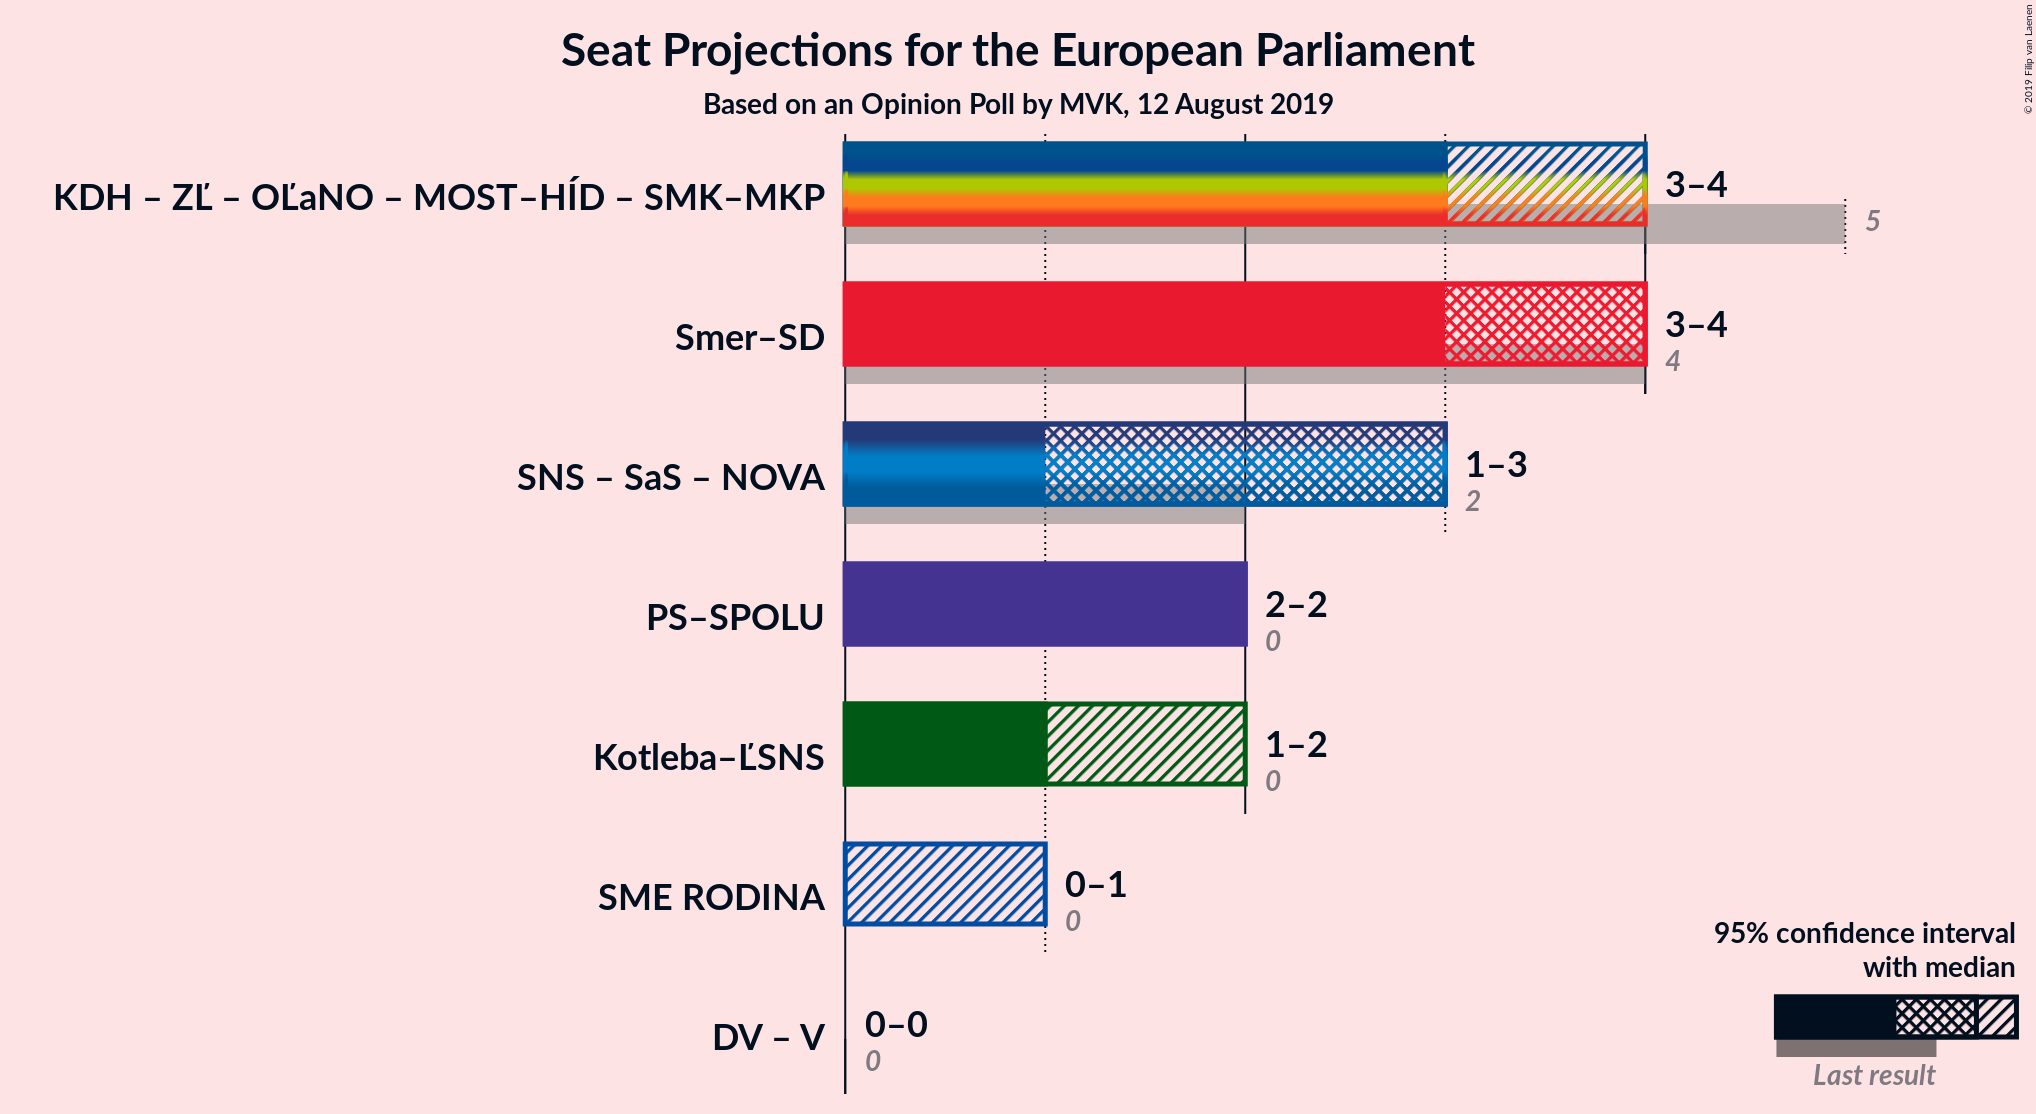 Seat Projections for the European Parliament
Based on an Opinion Poll by MVK, 12 August 2019
© 2019 Filip van Laenen
KDH – ZĽ – OĽaNO – MOST–HÍD – SMK–MKP
3–4
5
Smer–SD
3–4
4
SNS – SaS – NOVA
1–3
2
PS–SPOLU
2–2
0
Kotleba–ĽSNS
1–2
0
SME RODINA
0–1
0
DV – V
0–0
0
95% confidence interval
with median
Last result